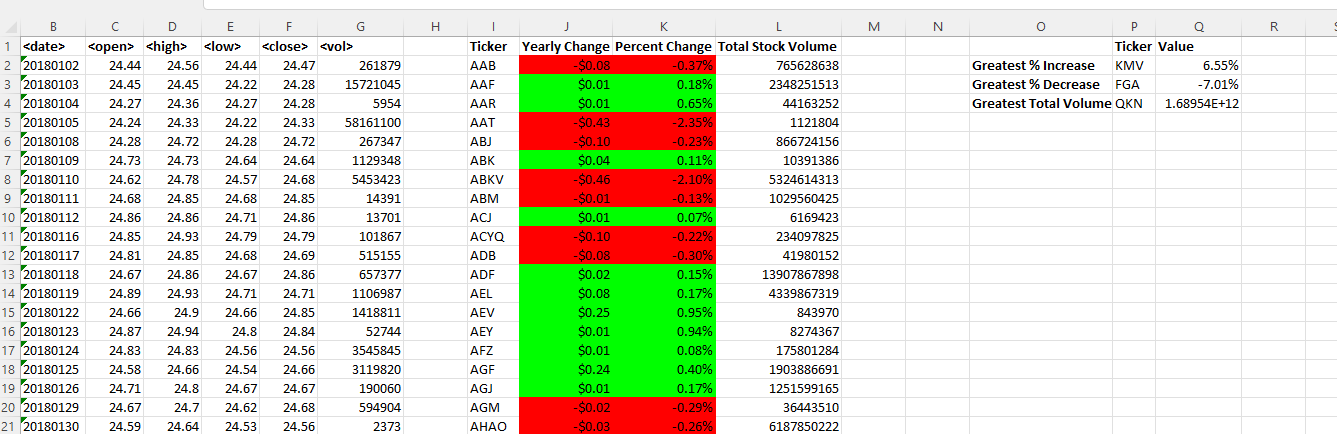 B C D E F G H I J K L M N O P Q R
1 <date> <open> <high> <low> <close> <vol> Ticker Yearly Change Percent Change Total Stock Volume Ticker Value
2 20180102 24.44 24.56 24.44 24.47 261879 AAB -$0.08 -0.37% 765628638 Greatest % Increase KMV 6.55%
3 20180103 24.45 24.45 24.22 24.28 15721045 AAF $0.01 0.18% 2348251513 Greatest % Decrease FGA -7.01%
4 20180104 24.27 24.36 24.27 24.28 5954 AAR $0.01 0.65% 44163252 Greatest Total Volume QKN 1.68954E+12
5 20180105 24.24 24.33 24.22 24.33 58161100 AAT -$0.43 -2.35% 1121804
6 20180108 24.28 24.72 24.28 24.72 267347 ABJ -$0.10 -0.23% 866724156
7 20180109 24.73 24.73 24.64 24.64 1129348 ABK $0.04 0.11% 10391386
8 20180110 24.62 24.78 24.57 24.68 5453423 ABKV -$0.46 -2.10% 5324614313
9 20180111 24.68 24.85 24.68 24.85 14391 ABM -$0.01 -0.13% 1029560425
10 20180112 24.86 24.86 24.71 24.86 13701 ACJ $0.01 0.07% 6169423
11 20180116 24.85 24.93 24.79 24.79 101867 ACYQ -$0.10 -0.22% 234097825
12 20180117 24.81 24.85 24.68 24.69 515155 ADB -$0.08 -0.30% 41980152
13 20180118 24.67 24.86 24.67 24.86 657377 ADF $0.02 0.15% 13907867898
14 20180119 24.89 24.93 24.71 24.71 1106987 AEL $0.08 0.17% 4339867319
15 20180122 24.66 24.9 24.66 24.85 1418811 AEV $0.25 0.95% 843970
16 20180123 24.87 24.94 24.8 24.84 52744 AEY $0.01 0.94% 8274367
17 20180124 24.83 24.83 24.56 24.56 3545845 AFZ $0.01 0.08% 175801284
18 20180125 24.58 24.66 24.54 24.66 3119820 AGF $0.24 0.40% 1903886691
19 20180126 24.71 24.8 24.67 24.67 190060 AGJ $0.01 0.17% 1251599165
20 20180129 24.67 24.7 24.62 24.68 594904 AGM -$0.02 -0.29% 36443510
21 20180130 24.59 24.64 24.53 24.56 2373 AHAO -$0.03 -0.26% 6187850222